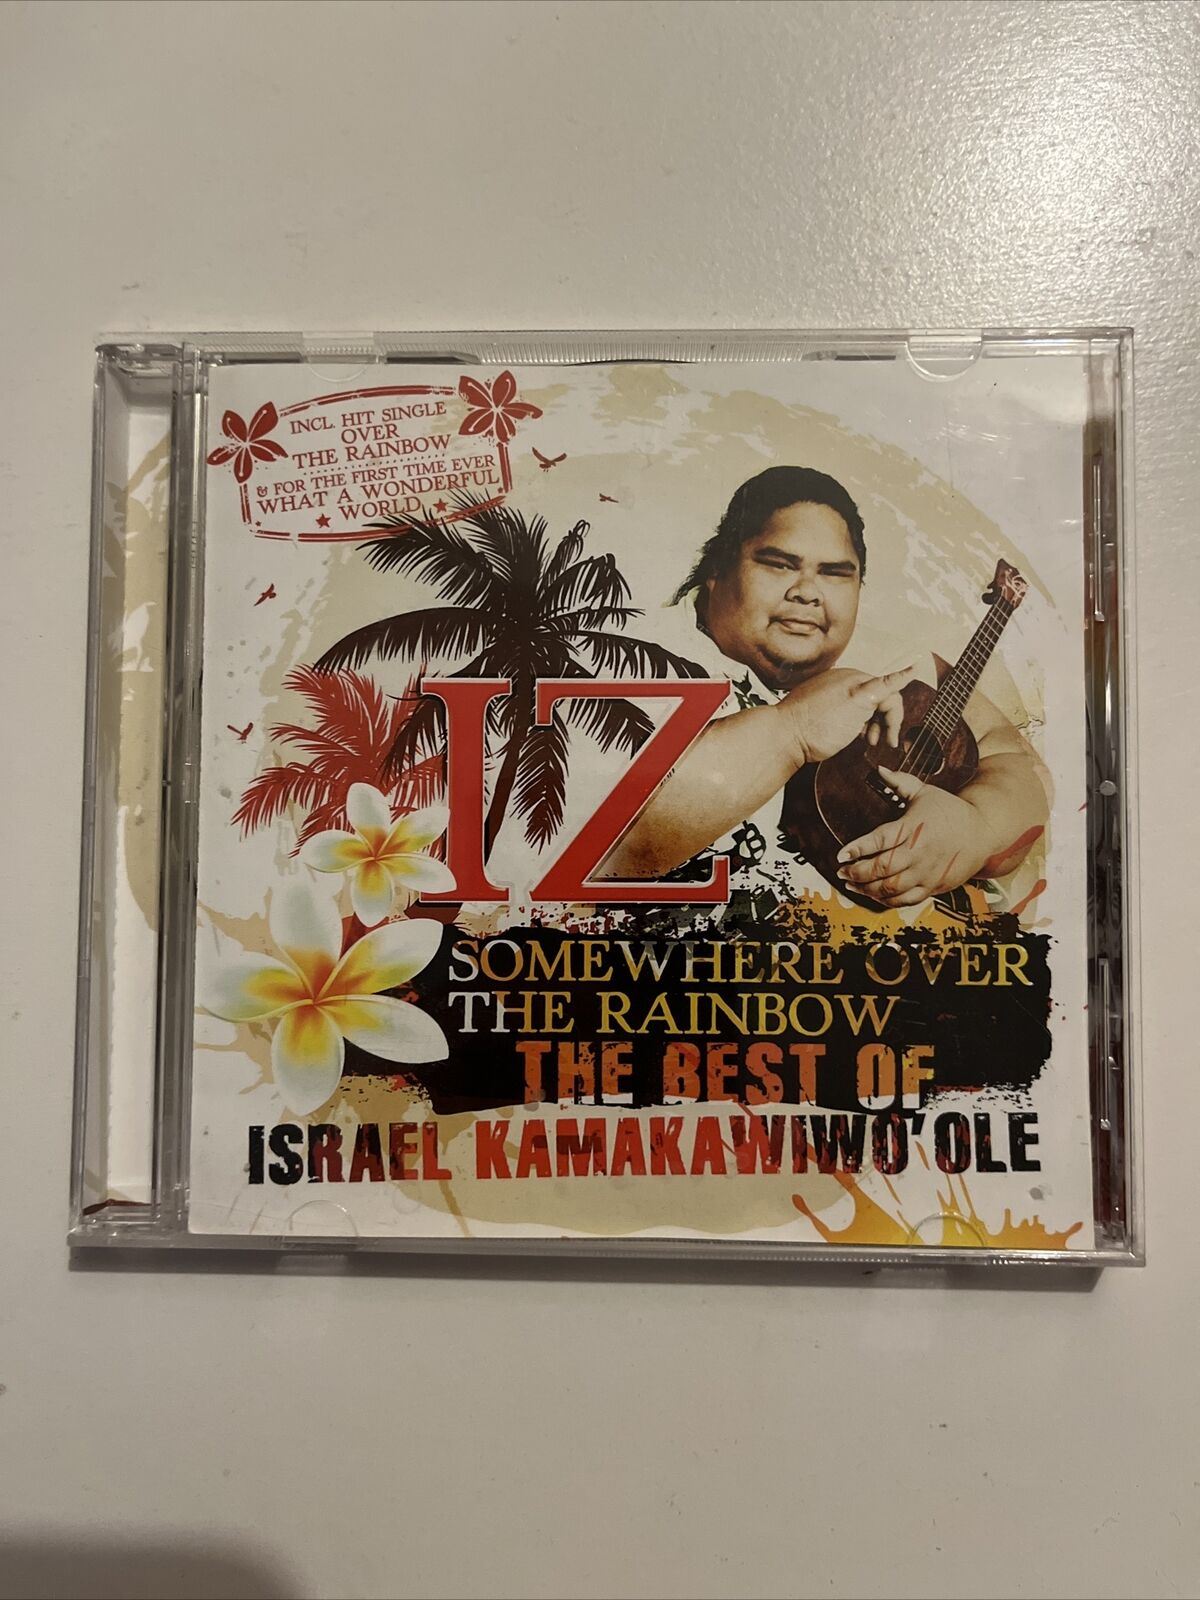 INCL. HIT SINGLE
OVER
THE RAINBOW
& FOR THE FIRST TIME EVER
WHAT A WONDERFUL
WORLD
IZ
SOMEWHERE OVER
THE RAINBOW
THE BEST OF
ISRAEL KAMAKAWIWO'OLE